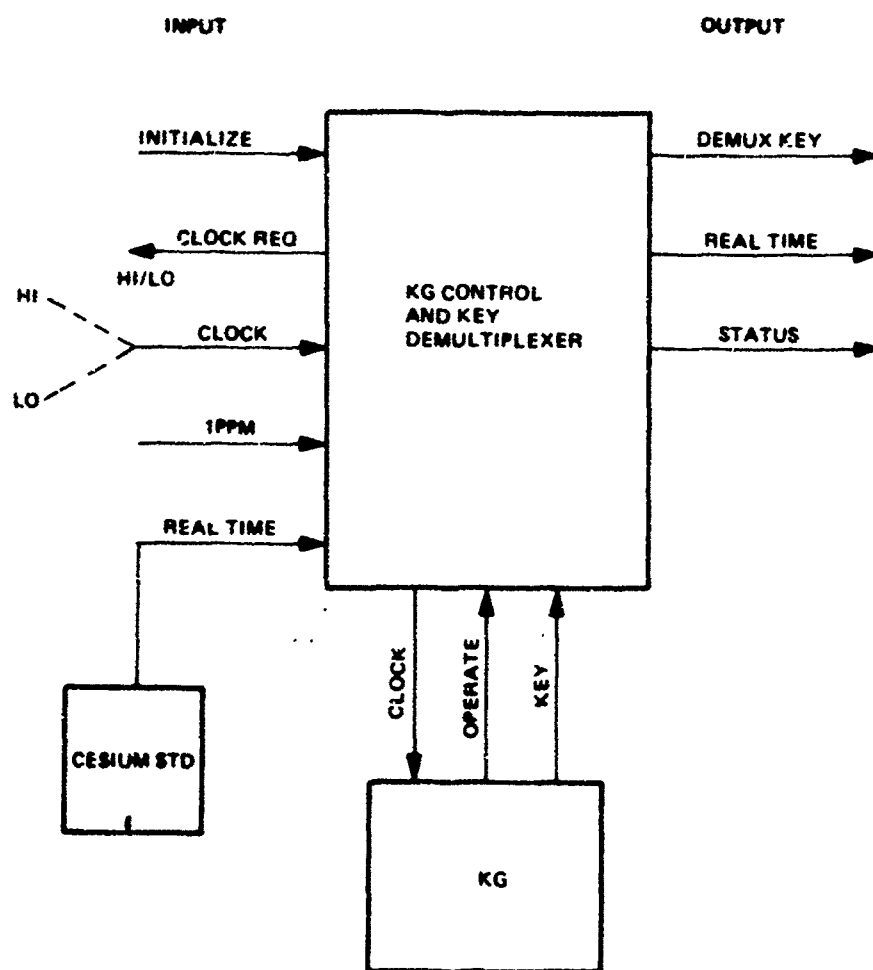 INPUT
OUTPUT
INITIALIZE
DEMUX KEY
CLOCK REQ
HI/LO
REAL TIME
HI
LO
CLOCK
KG CONTROL
AND KEY
DEMULTIPLEXER
STATUS
1PPM
REAL TIME
CLOCK
OPERATE
KEY
CESIUM STD
KG